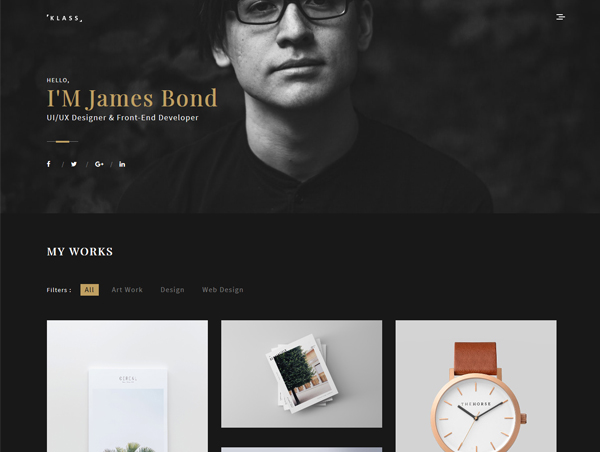 ‘KLASS,
HELLO,
I'M James Bond
UI/UX Designer & Front-End Developer
f / / G+ / in
MY WORKS
Filters : All Art Work Design Web Design
THE HORSE